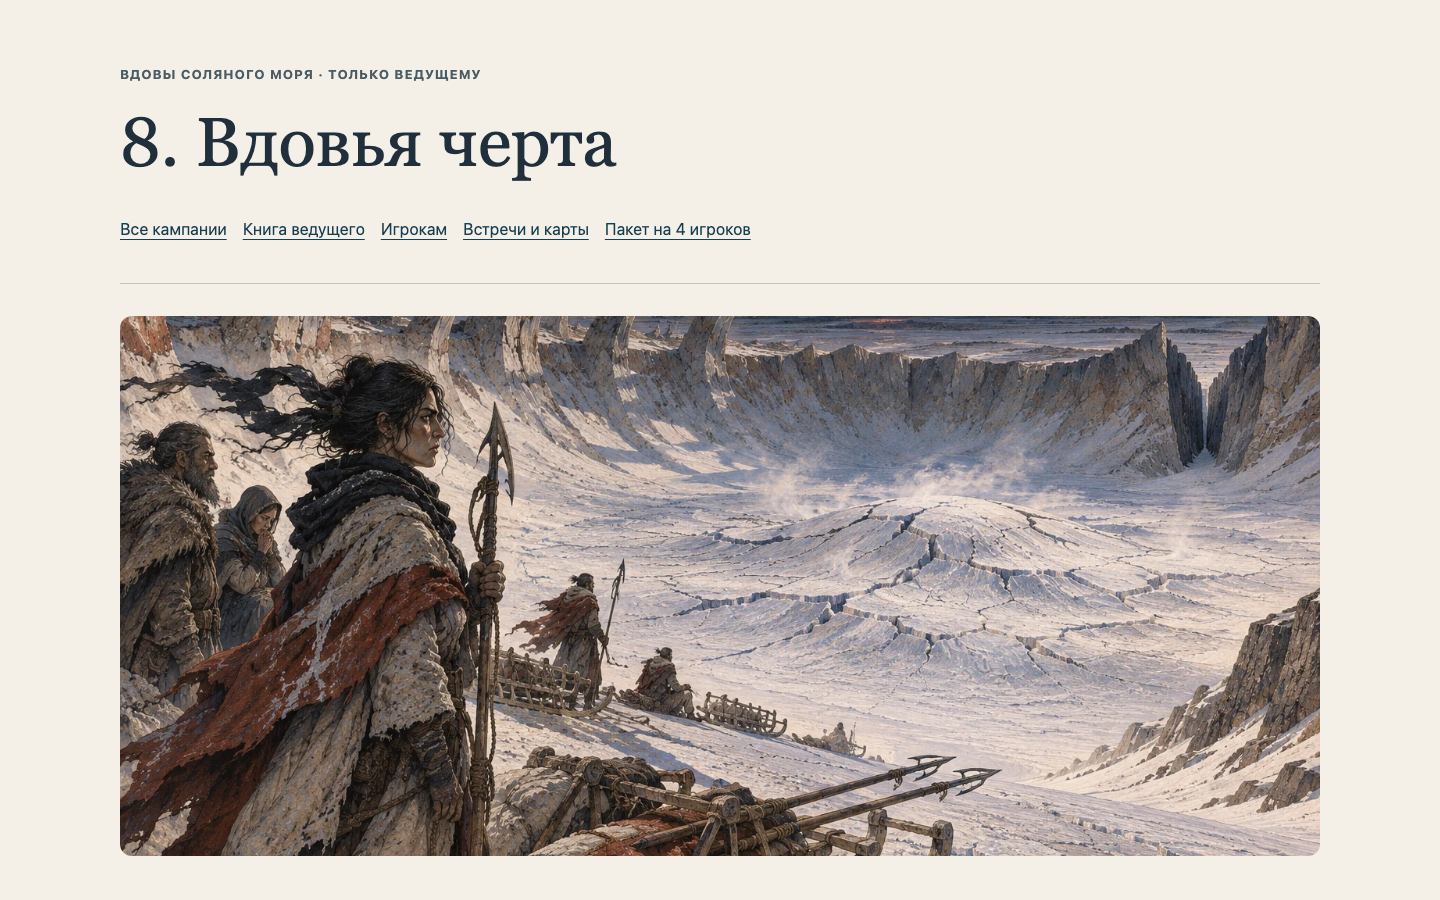 ВДОВЫ СОЛЯНОГО МОРЯ · ТОЛЬКО ВЕДУЩЕМУ
8. Вдовья черта
Все кампании Книга ведущего Игрокам Встречи и карты Пакет на 4 игроков